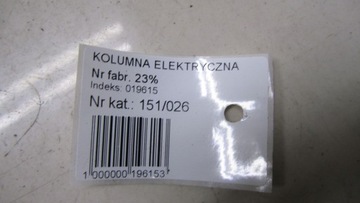 KOLUMNA ELEKTRYCZNA
Nr fabr. 23%
Indeks: 019615
Nr kat.: 151/026
1 000000 196153